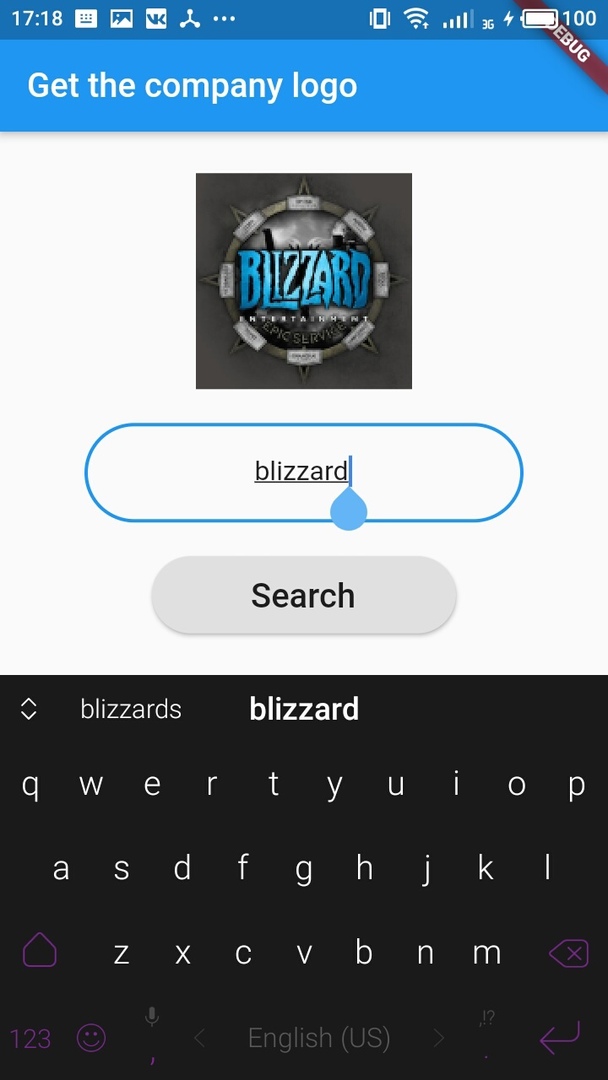 17:18 3G 100
DEBUG
Get the company logo
BLIZZARD
ENTERTAINMENT
EPIC SERVICE
blizzard
Search
blizzards blizzard
q w e r t y u i o p
a s d f g h j k l
z x c v b n m
123 , < English (US) > ,!? .